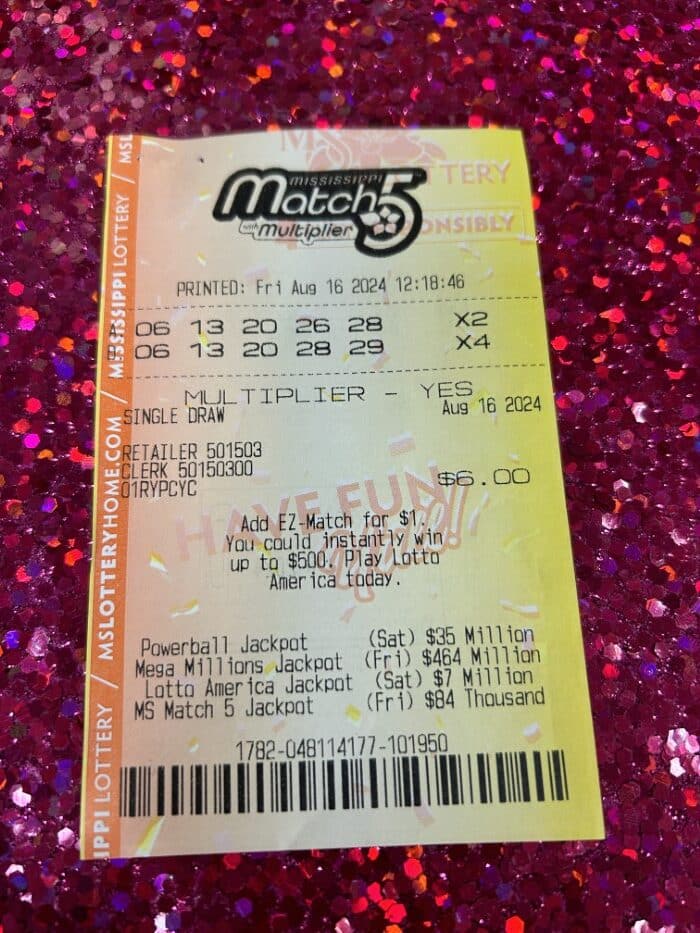 MS LOTTERY
MISSISSIPPI
Match 5
with Multiplier
ONSIBLY
PRINTED: Fri Aug 16 2024 12:18:46
A 06 13 20 26 28 X2
B 06 13 20 28 29 X4
MULTIPLIER - YES
SINGLE DRAW Aug 16 2024
RETAILER 501503
CLERK 50150300
01RYPCYC
$6.00
HAVE FUN
Add EZ-Match for $1.
You could instantly win
up to $500. Play Lotto
America today.
Powerball Jackpot (Sat) $35 Million
Mega Millions Jackpot (Fri) $464 Million
Lotto America Jackpot (Sat) $7 Million
MS Match 5 Jackpot (Fri) $84 Thousand
1782-048114177-101950
IPPI LOTTERY / MSLOTTERYHOME.COM / MISSISSIPPI LOTTERY / MSL